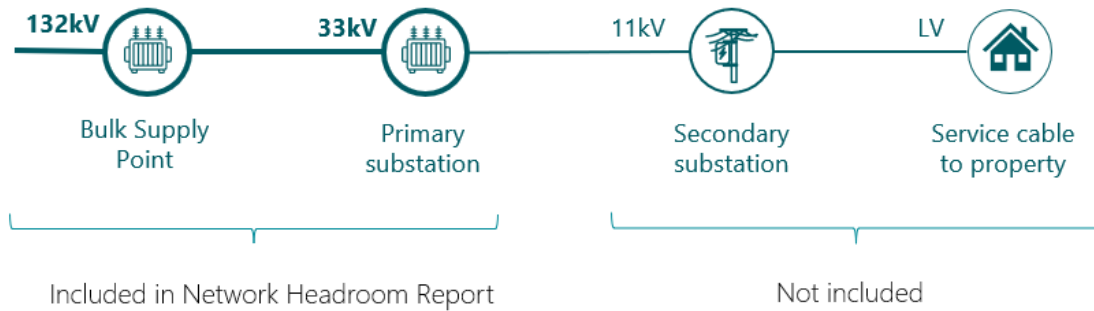 132kV
33kV
11kV
LV
Bulk Supply
Point
Primary
substation
Secondary
substation
Service cable
to property
Included in Network Headroom Report
Not included